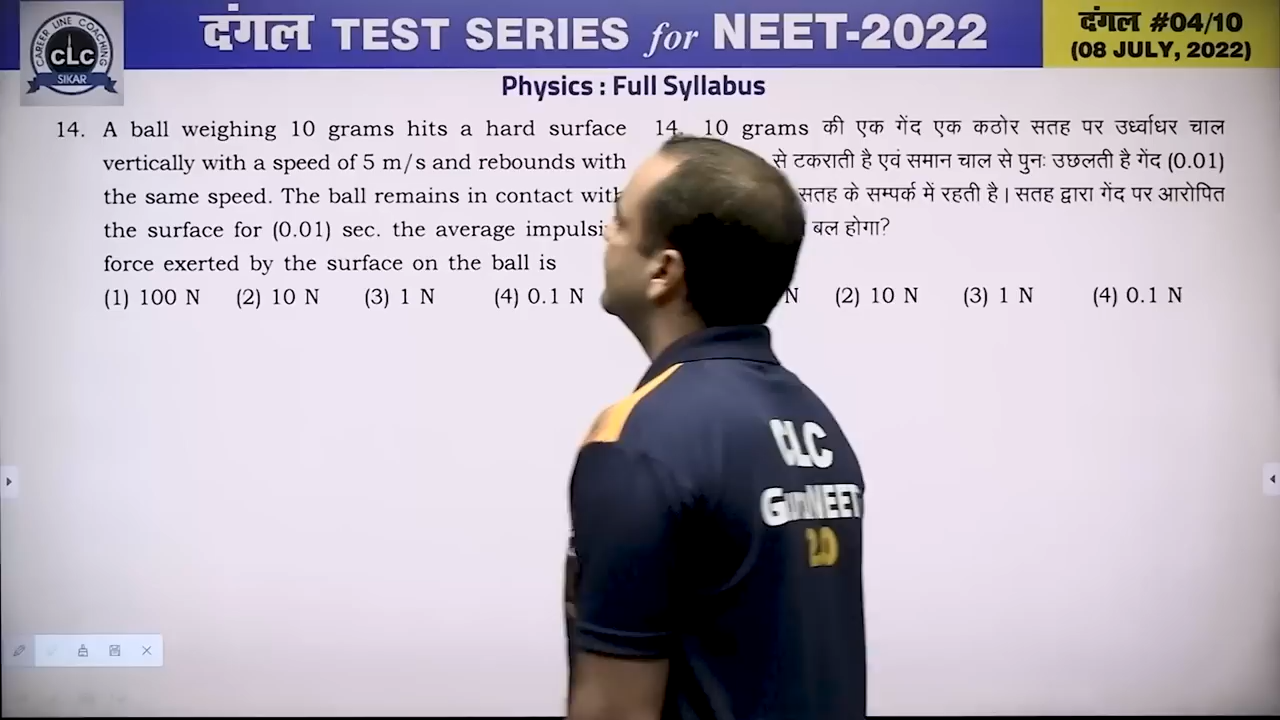 CAREER LINE COACHING
CLC
SIKAR
दंगल TEST SERIES for NEET-2022
दंगल #04/10
(08 JULY, 2022)
Physics : Full Syllabus
14. A ball weighing 10 grams hits a hard surface
vertically with a speed of 5 m/s and rebounds with
the same speed. The ball remains in contact with
the surface for (0.01) sec. the average
force exerted by the surface on the ball is
(1) 100 N (2) 10 N (3) 1 N (4) 0.1 N
14. 10 grams की एक गेंद एक कठोर सतह पर उर्ध्वाधर चाल
से टकराती है एवं समान चाल से पुनः उछलती है गेंद (0.01)
सतह के सम्पर्क में रहती है। सतह द्वारा गेंद पर आरोपित
बल होगा?
N (2) 10 N (3) 1 N (4) 0.1 N
CLC
NEET
2.0